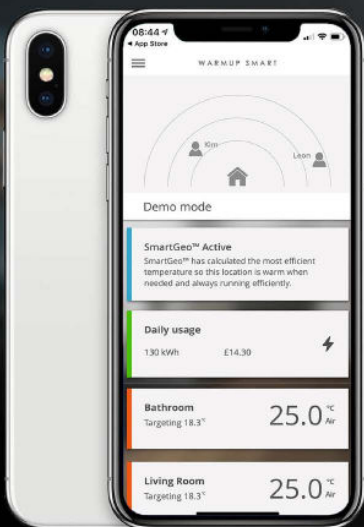 08:44
App Store
WARMUP SMART
Kim
Leon
Demo mode
SmartGeo™ Active
SmartGeo™ has calculated the most efficient
temperature so this location is warm when
needed and always running efficiently.
Daily usage
130 kWh £14.30
Bathroom
Targeting 18.3°
25.0 °C
Air
Living Room
Targeting 18.3°
25.0 °C
Air